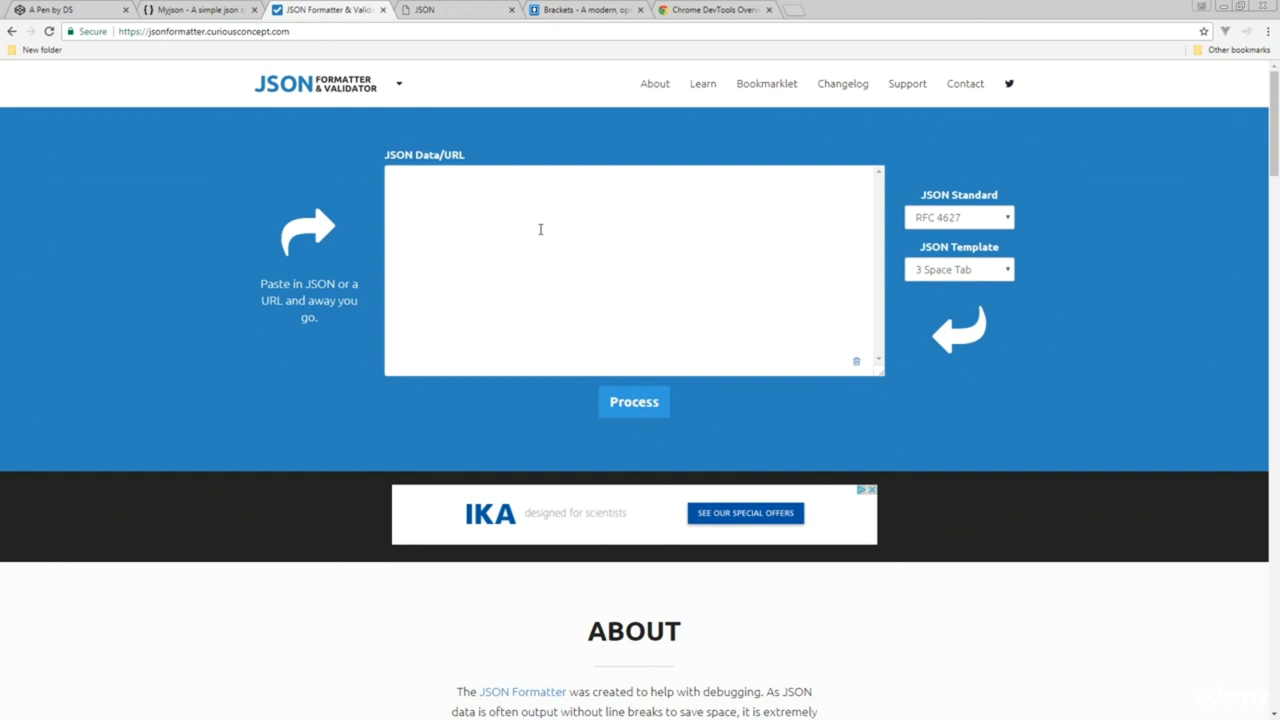 A Pen by DS
Myjson - A simple json s
JSON Formatter & Valid
JSON
Brackets - A modern, op
Chrome DevTools Overv
Secure
https://jsonformatter.curiousconcept.com
New folder
Other bookmarks
JSON FORMATTER & VALIDATOR
About
Learn
Bookmarklet
Changelog
Support
Contact
JSON Data/URL
Paste in JSON or a
URL and away you
go.
JSON Standard
RFC 4627
JSON Template
3 Space Tab
Process
IKA designed for scientists
SEE OUR SPECIAL OFFERS
ABOUT
The JSON Formatter was created to help with debugging. As JSON
data is often output without line breaks to save space, it is extremely
udemy